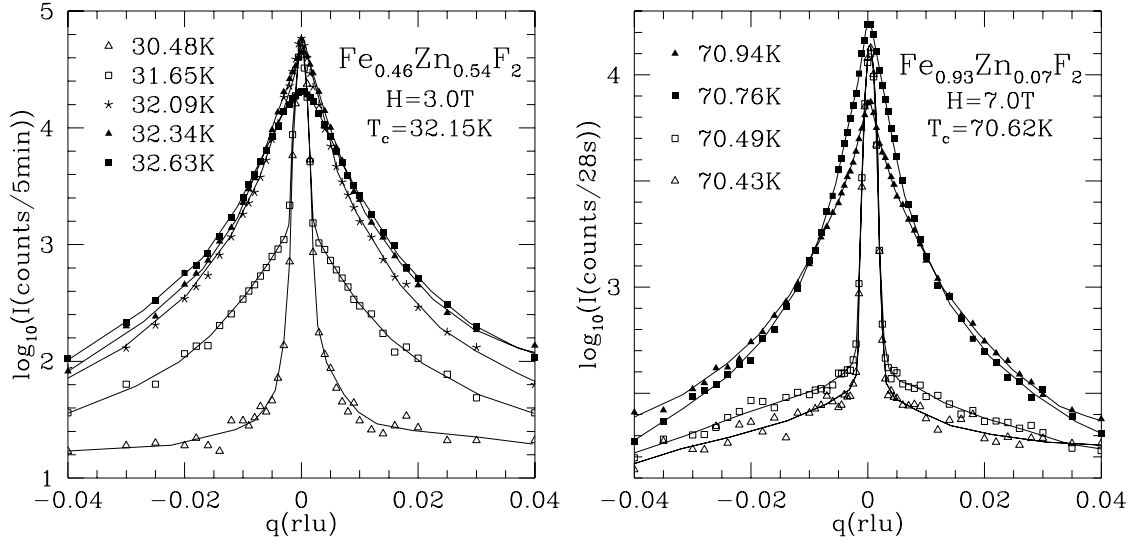 5
4
3
2
1
log10(I(counts/5min))
△ 30.48K
□ 31.65K
✶ 32.09K
▲ 32.34K
■ 32.63K
Fe0.46Zn0.54F2
H=3.0T
Tc=32.15K
−0.04
−0.02
0
0.02
0.04
q(rlu)
4
3
log10(I(counts/28s))
▲ 70.94K
■ 70.76K
□ 70.49K
△ 70.43K
Fe0.93Zn0.07F2
H=7.0T
Tc=70.62K
−0.04
−0.02
0
0.02
0.04
q(rlu)